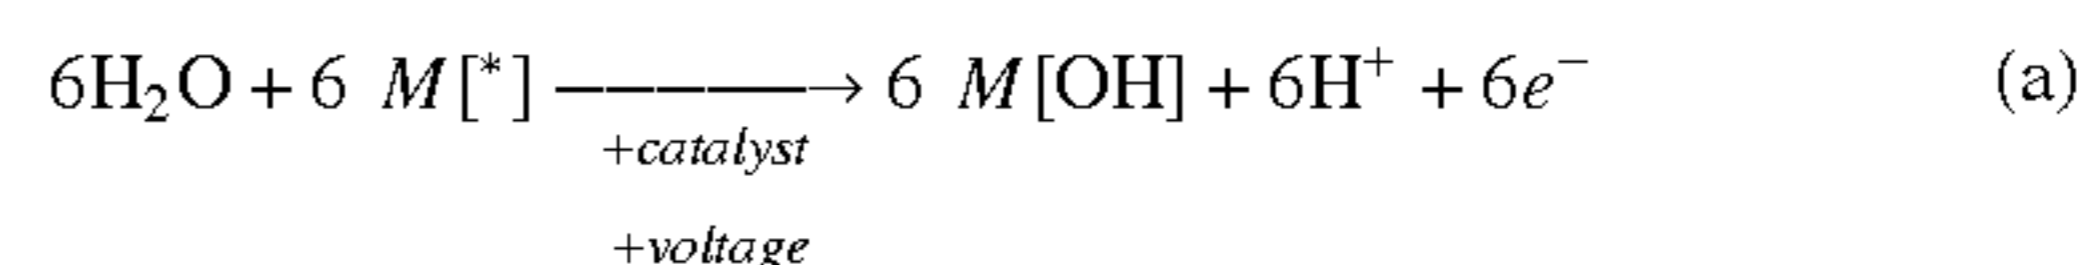 6H₂O + 6 M[*] ⟶ 6 M[OH] + 6H⁺ + 6e⁻ (a)
+catalyst
+voltage